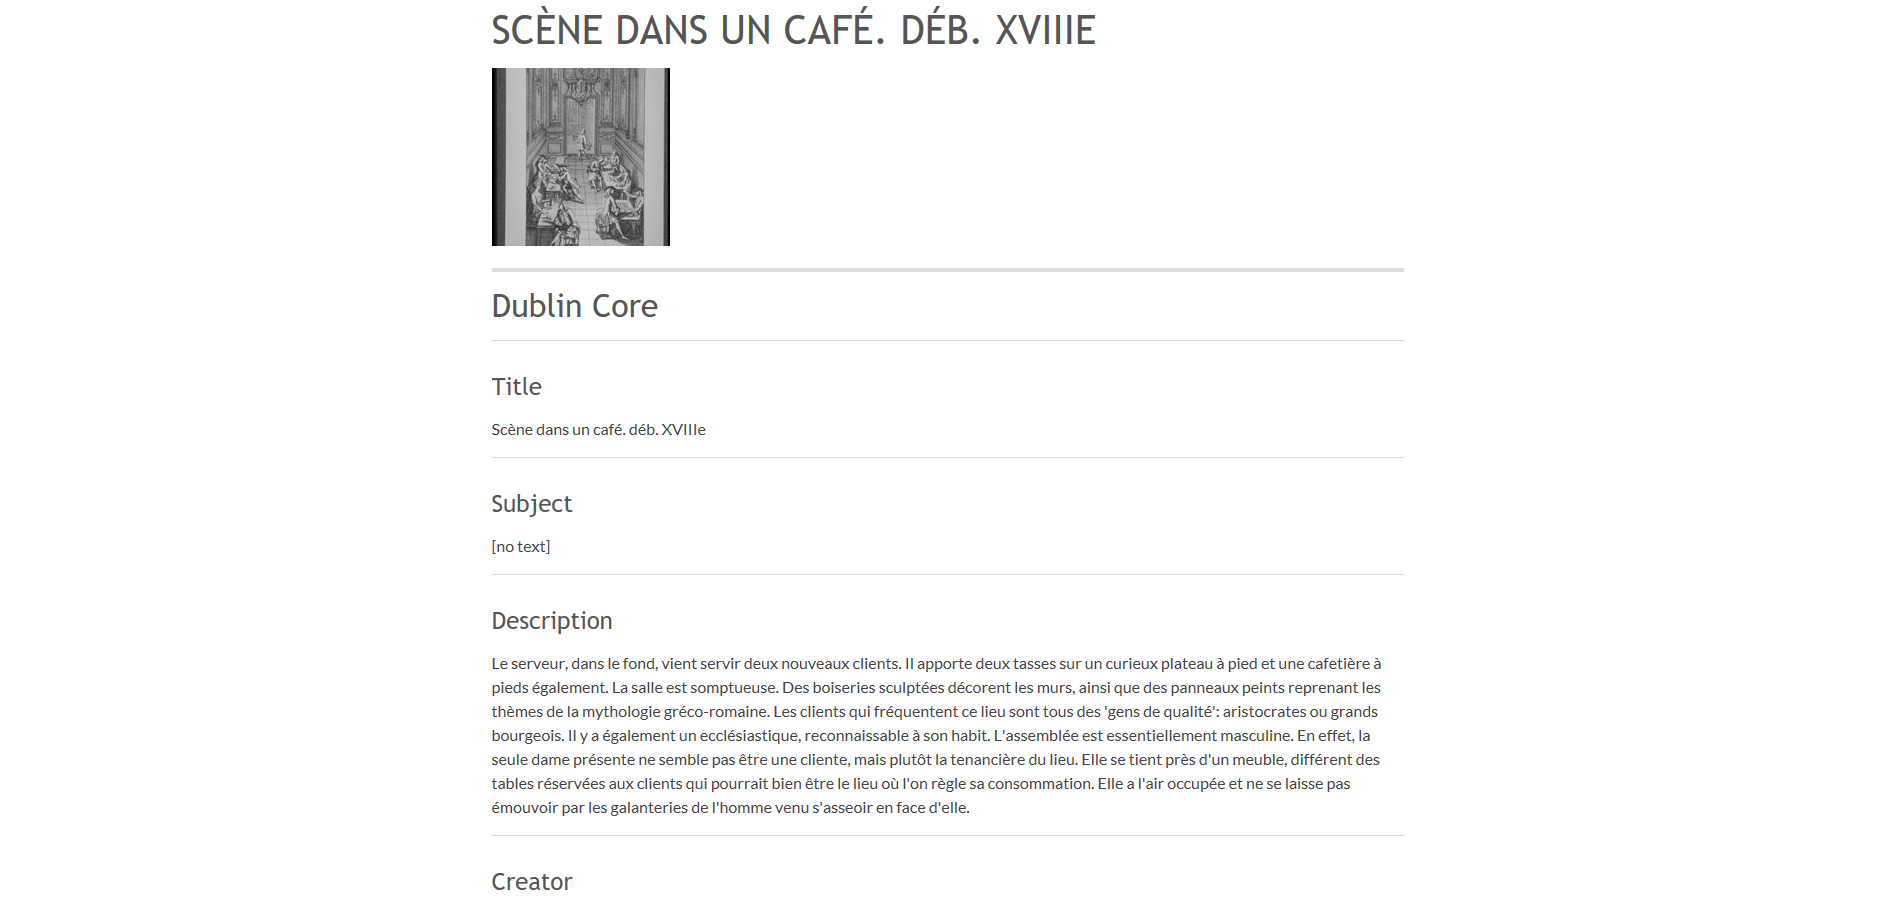 SCÈNE DANS UN CAFÉ. DÉB. XVIIIE
Dublin Core
Title
Scène dans un café. déb. XVIIIe
Subject
[no text]
Description
Le serveur, dans le fond, vient servir deux nouveaux clients. Il apporte deux tasses sur un curieux plateau à pied et une cafetière à
pieds également. La salle est somptueuse. Des boiseries sculptées décorent les murs, ainsi que des panneaux peints reprenant les
thèmes de la mythologie gréco-romaine. Les clients qui fréquentent ce lieu sont tous des 'gens de qualité': aristocrates ou grands
bourgeois. Il y a également un ecclésiastique, reconnaissable à son habit. L'assemblée est essentiellement masculine. En effet, la
seule dame présente ne semble pas être une cliente, mais plutôt la tenancière du lieu. Elle se tient près d'un meuble, différent des
tables réservées aux clients qui pourrait bien être le lieu où l'on règle sa consommation. Elle a l'air occupée et ne se laisse pas
émouvoir par les galanteries de l'homme venu s'asseoir en face d'elle.
Creator